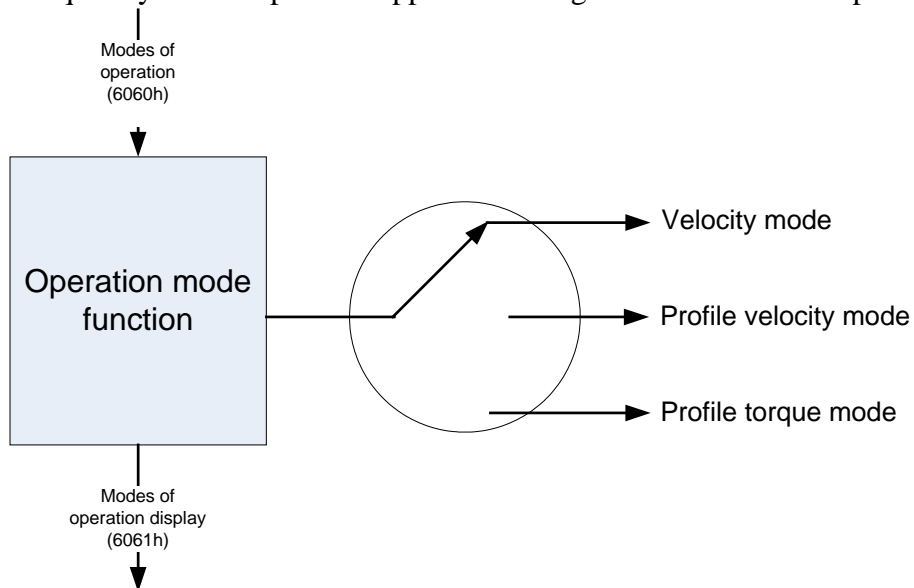 Modes of
operation
(6060h)
Operation mode
function
Velocity mode
Profile velocity mode
Profile torque mode
Modes of
operation display
(6061h)